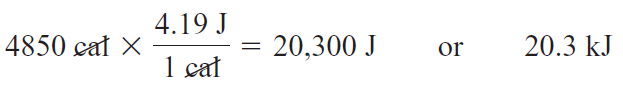 4850 cal × 4.19 J / 1 cal = 20,300 J or 20.3 kJ